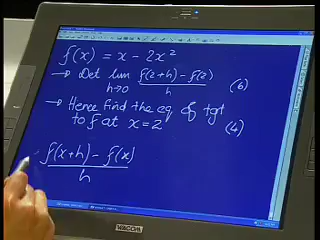 f(x) = x - 2x²
→ Det lim h→0 f(2+h) - f(2) / h (6)
→ Hence find the eq of tgt
to f at x = 2 (4)
f(x+h) - f(x) / h
WACOM